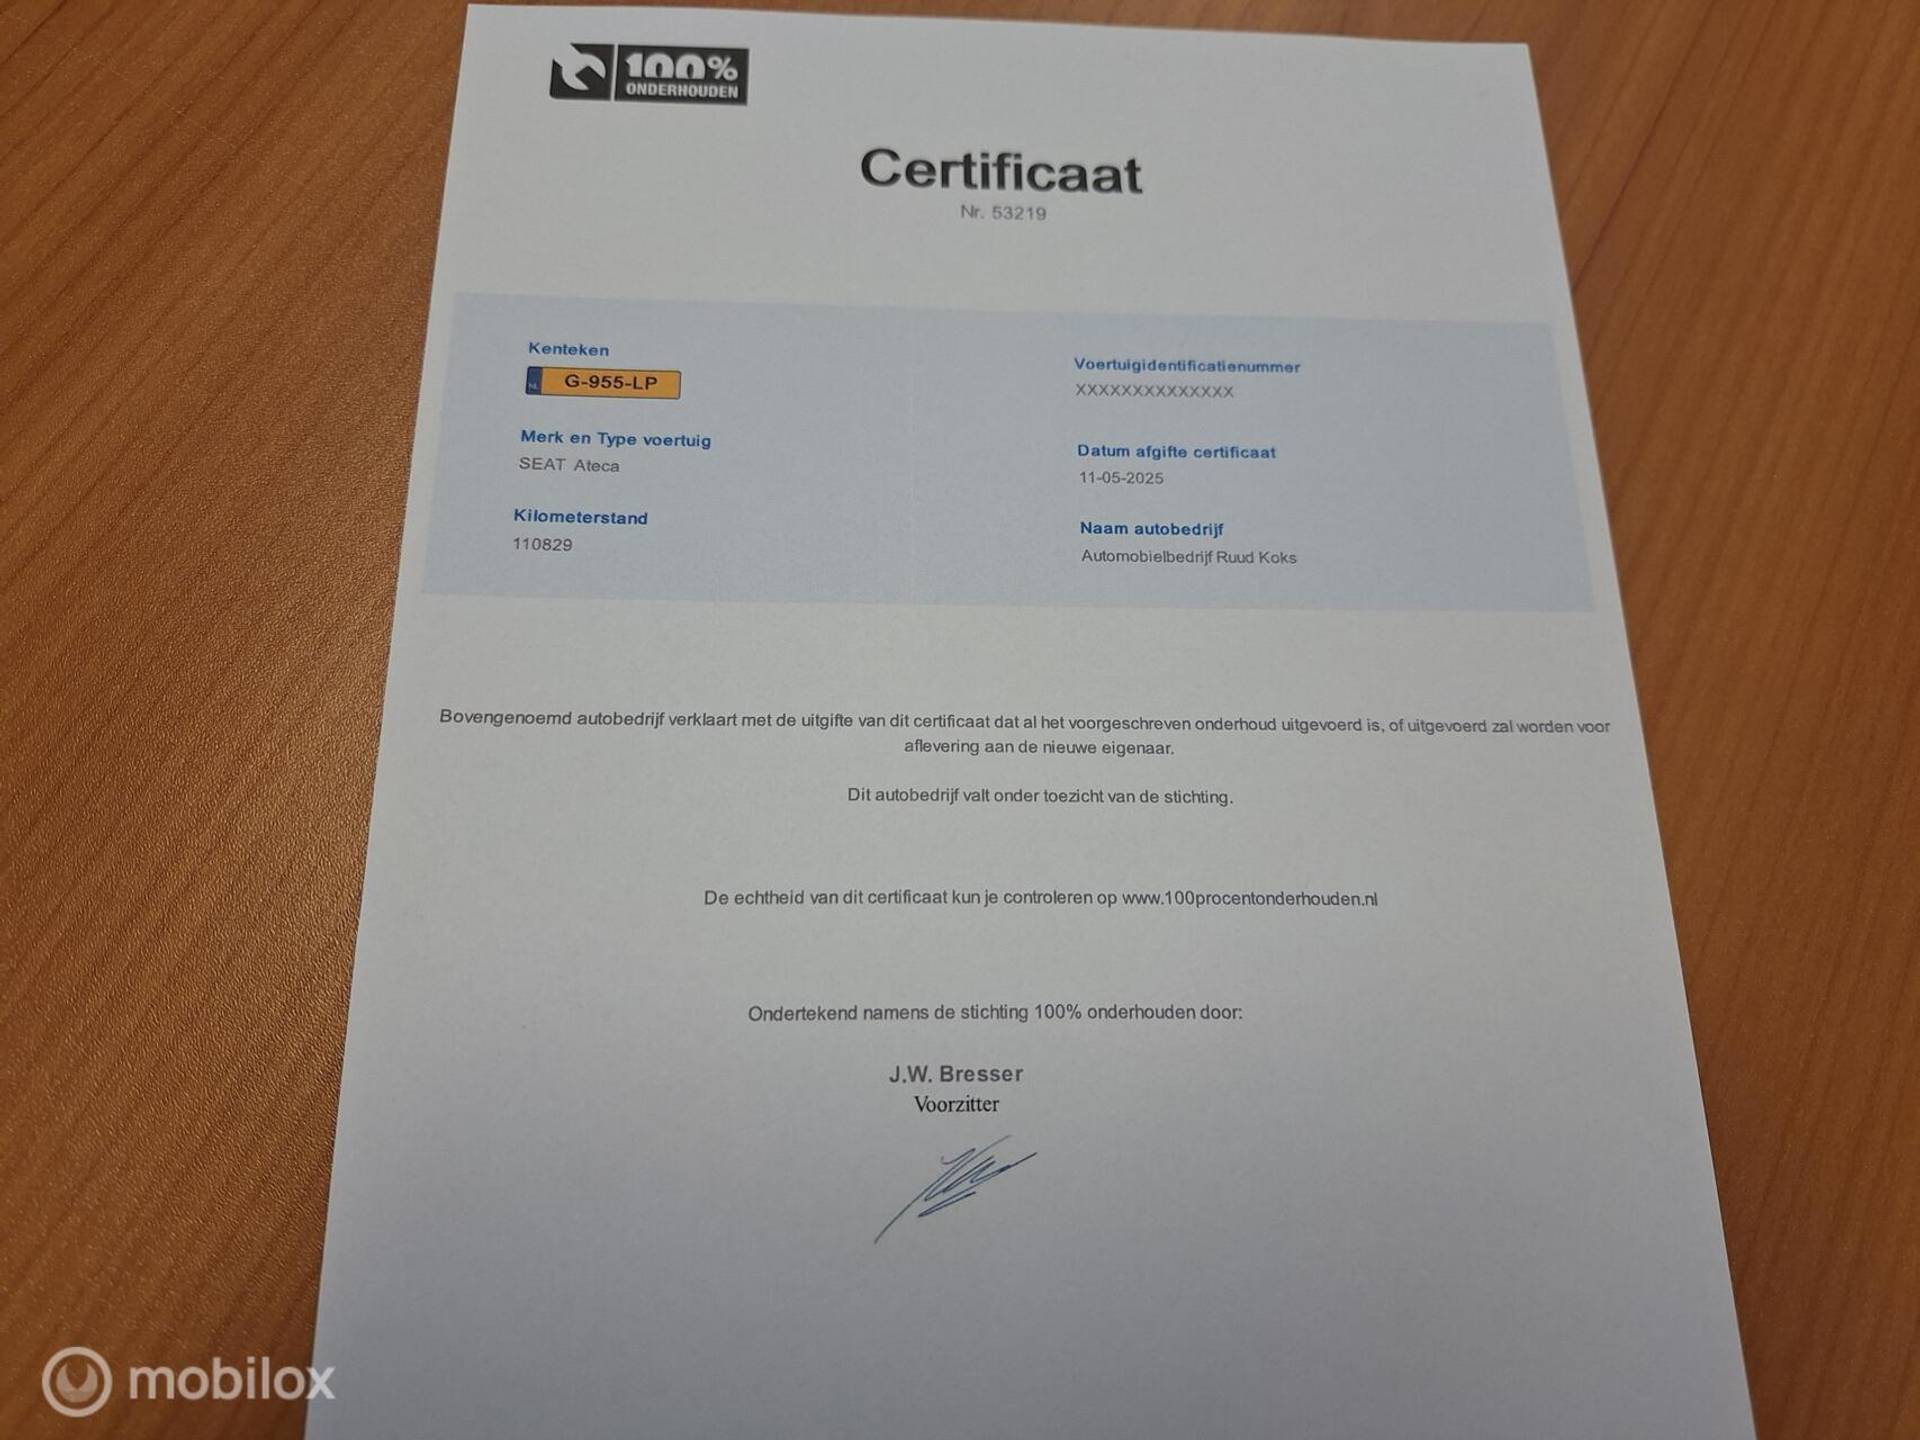 100%
ONDERHOUDEN
Certificaat
Nr. 53219
Kenteken
NL
G-955-LP
Merk en Type voertuig
SEAT Ateca
Kilometerstand
110829
Voertuigidentificatienummer
XXXXXXXXXXXXXX
Datum afgifte certificaat
11-05-2025
Naam autobedrijf
Automobielbedrijf Ruud Koks
Bovengenoemd autobedrijf verklaart met de uitgifte van dit certificaat dat al het voorgeschreven onderhoud uitgevoerd is, of uitgevoerd zal worden voor
aflevering aan de nieuwe eigenaar.
Dit autobedrijf valt onder toezicht van de stichting.
De echtheid van dit certificaat kun je controleren op www.100procentonderhouden.nl
Ondertekend namens de stichting 100% onderhouden door:
J.W. Bresser
Voorzitter
mobilox